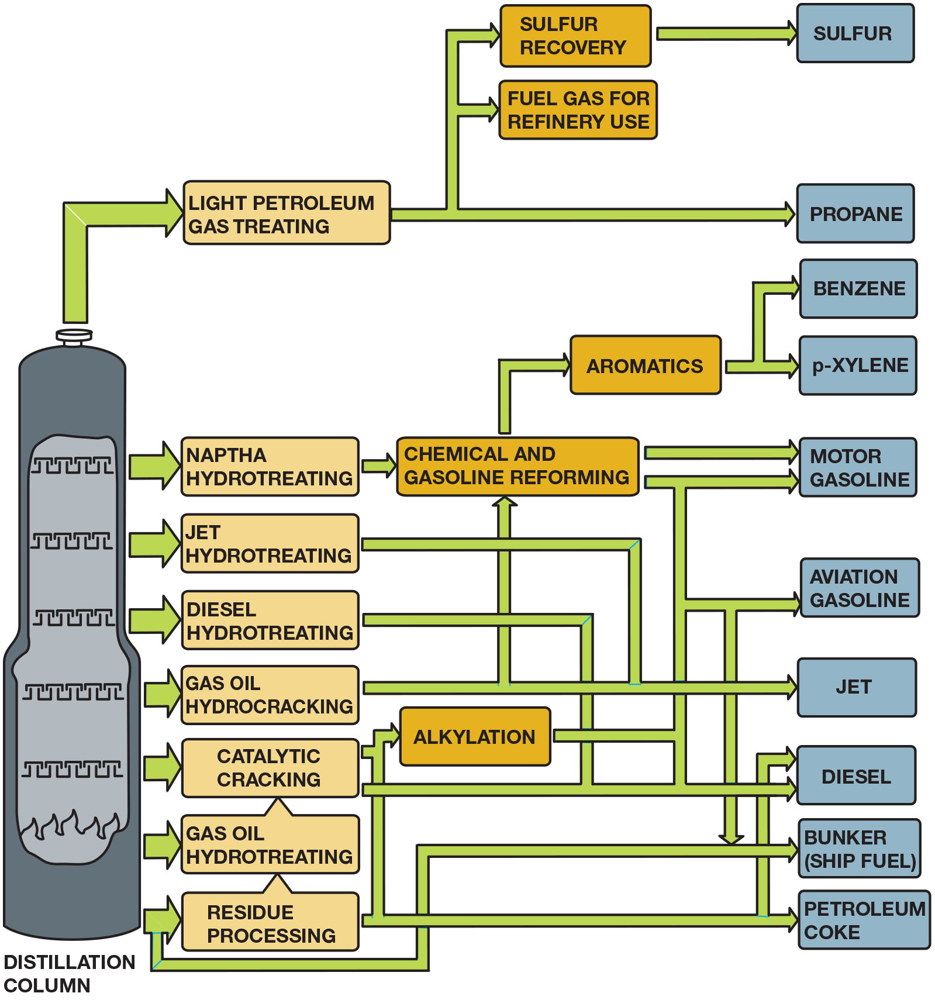 SULFUR
RECOVERY
SULFUR
FUEL GAS FOR
REFINERY USE
LIGHT PETROLEUM
GAS TREATING
PROPANE
BENZENE
AROMATICS
p-XYLENE
NAPTHA
HYDROTREATING
CHEMICAL AND
GASOLINE REFORMING
MOTOR
GASOLINE
JET
HYDROTREATING
AVIATION
GASOLINE
DIESEL
HYDROTREATING
GAS OIL
HYDROCRACKING
JET
ALKYLATION
CATALYTIC
CRACKING
DIESEL
GAS OIL
HYDROTREATING
BUNKER
(SHIP FUEL)
RESIDUE
PROCESSING
PETROLEUM
COKE
DISTILLATION
COLUMN